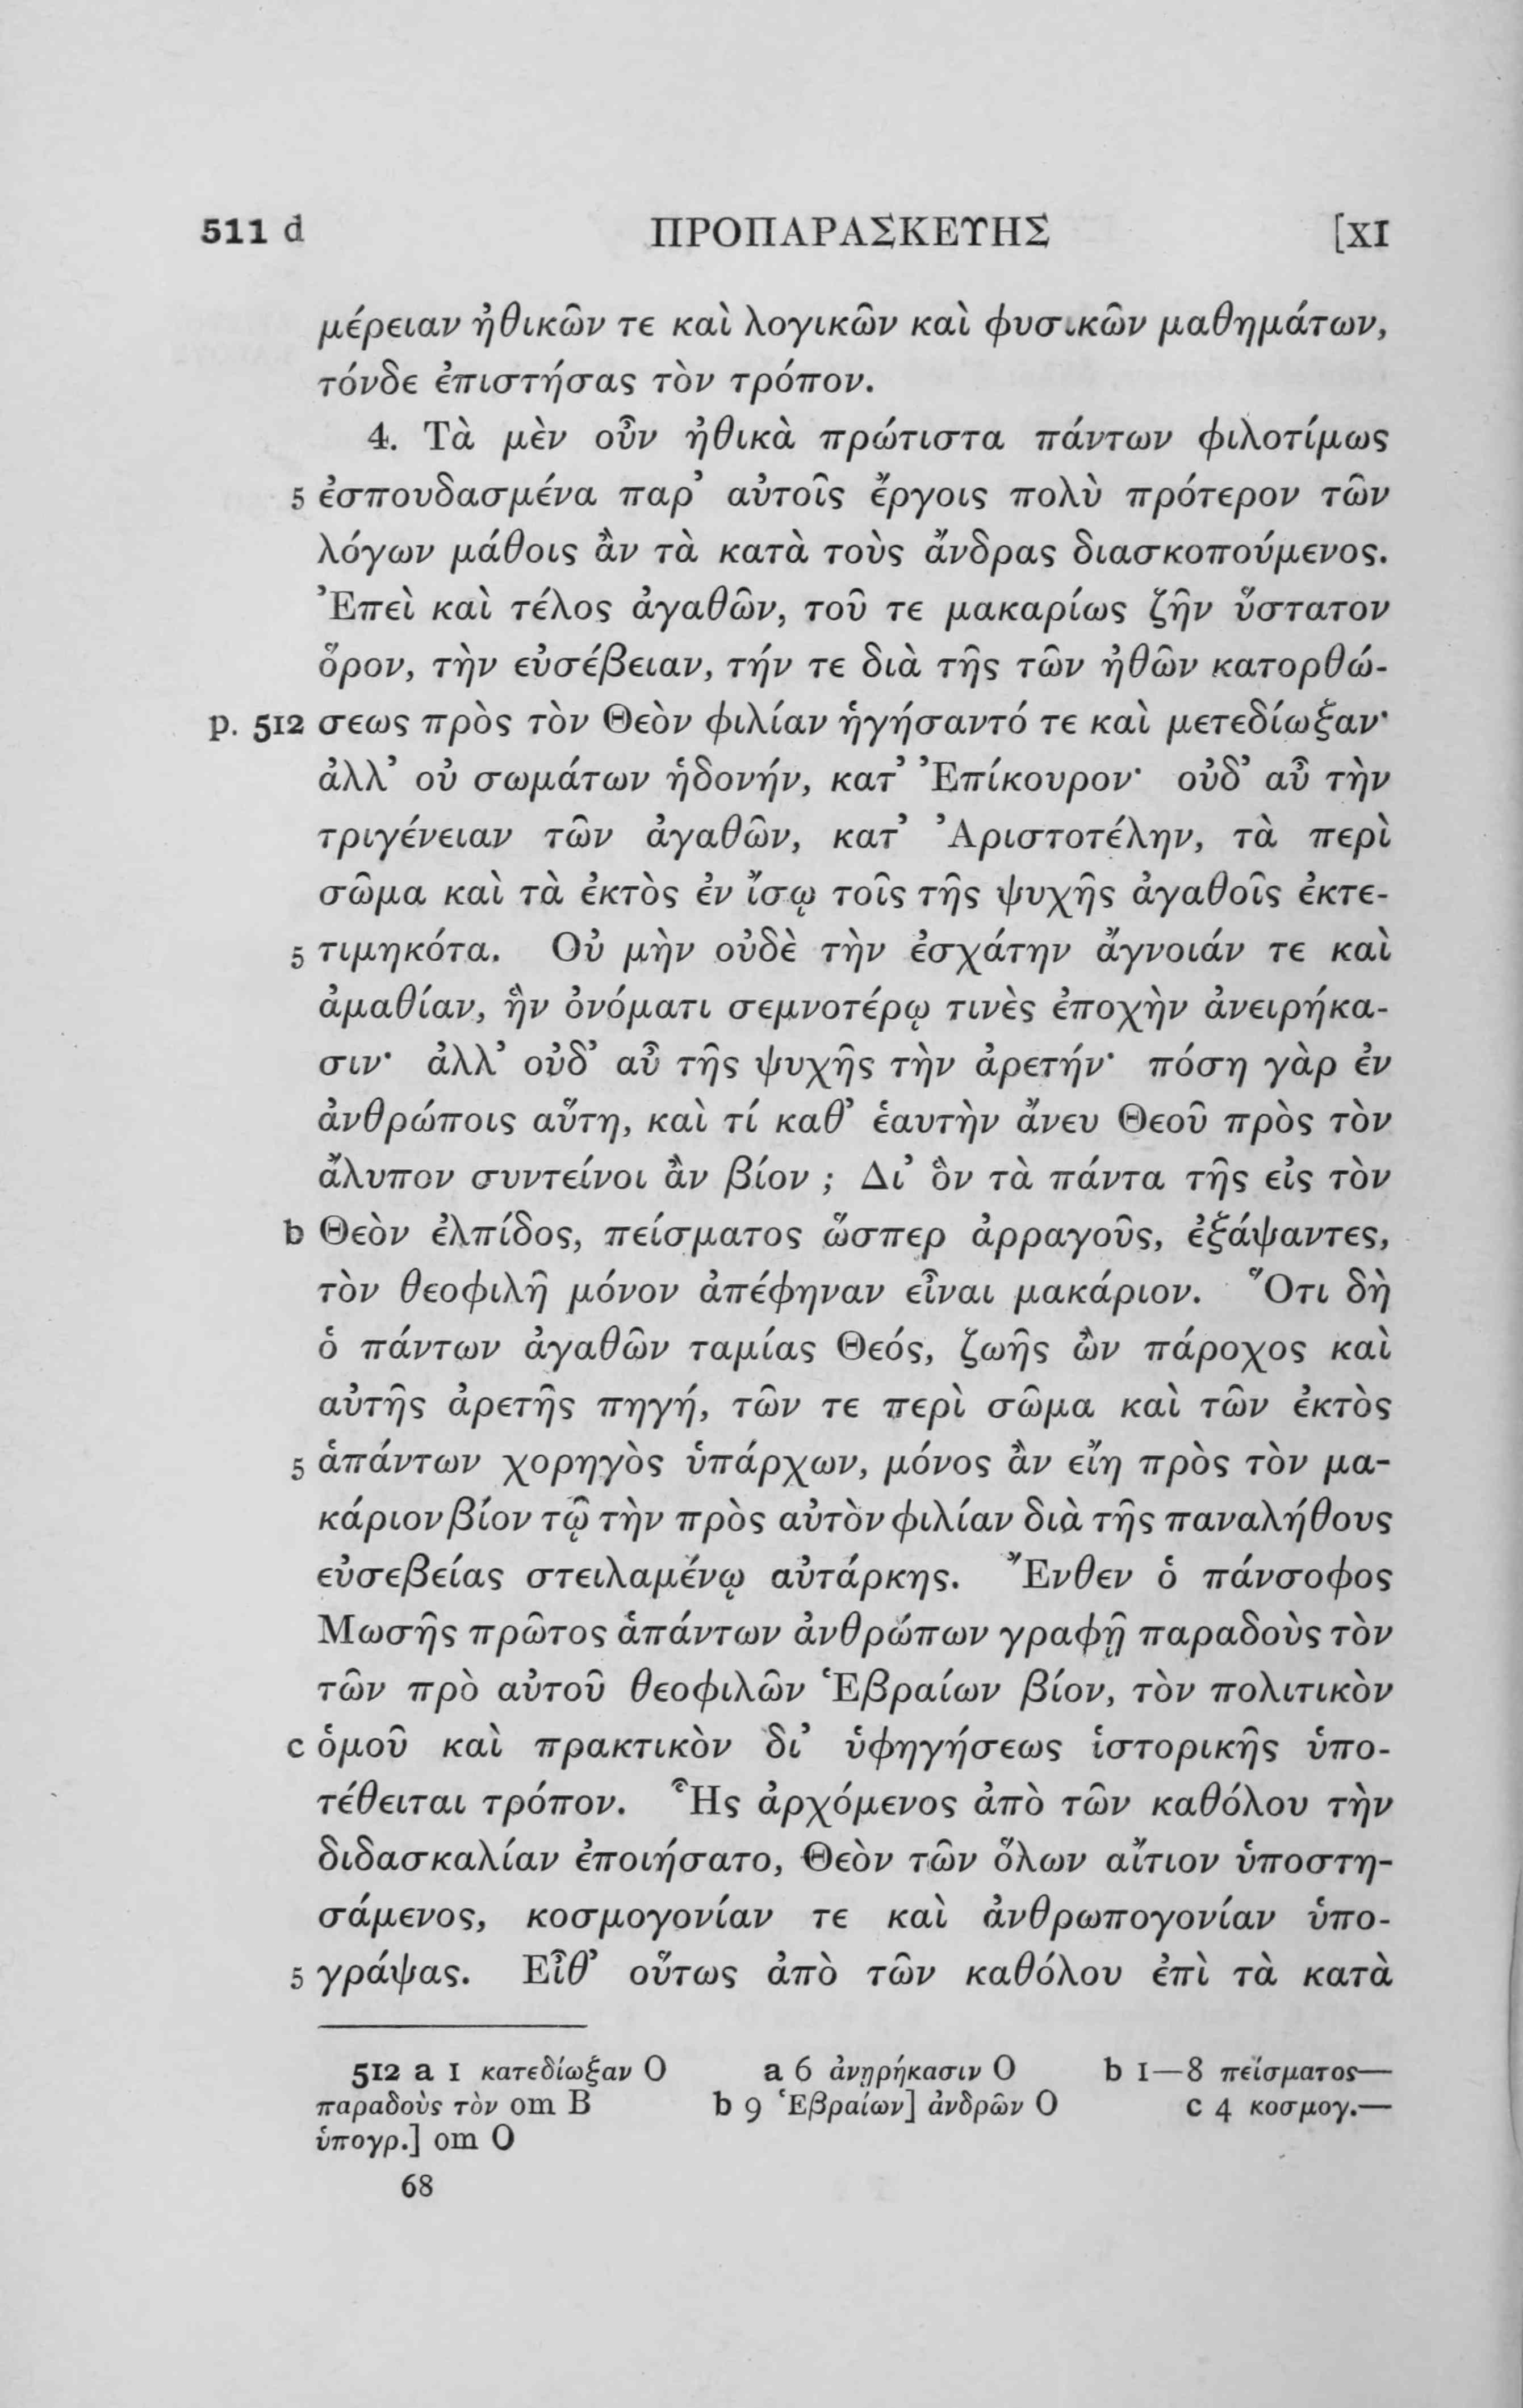 511 d ΠΡΟΠΑΡΑΣΚΕΥΗΣ [XI
μέρειαν ἠθικῶν τε καὶ λογικῶν καὶ φυσικῶν μαθημάτων,
τόνδε ἐπιστήσας τὸν τρόπον.
4. Τὰ μὲν οὖν ἠθικὰ πρώτιστα πάντων φιλοτίμως
5 ἐσπουδασμένα παρ’ αὐτοῖς ἔργοις πολὺ πρότερον τῶν
λόγων μάθοις ἂν τὰ κατὰ τοὺς ἄνδρας διασκοπούμενος.
Ἐπεὶ καὶ τέλος ἀγαθῶν, τοῦ τε μακαρίως ζῆν ὕστατον
ὅρον, τὴν εὐσέβειαν, τήν τε διὰ τῆς τῶν ἠθῶν κατορθώ-
p. 512 σεως πρὸς τὸν Θεὸν φιλίαν ἡγήσαντό τε καὶ μετεδίωξαν·
ἀλλ’ οὐ σωμάτων ἡδονήν, κατ’ Ἐπίκουρον· οὐδ’ αὖ τὴν
τριγένειαν τῶν ἀγαθῶν, κατ’ Ἀριστοτέλην, τὰ περὶ
σῶμα καὶ τὰ ἐκτὸς ἐν ἴσῳ τοῖς τῆς ψυχῆς ἀγαθοῖς ἐκτε-
5 τιμηκότα. Οὐ μὴν οὐδὲ τὴν ἐσχάτην ἄγνοιάν τε καὶ
ἀμαθίαν, ἣν ὀνόματι σεμνοτέρῳ τινὲς ἐποχὴν ἀνειρήκα-
σιν· ἀλλ’ οὐδ’ αὖ τῆς ψυχῆς τὴν ἀρετήν· πόση γὰρ ἐν
ἀνθρώποις αὕτη, καὶ τί καθ’ ἑαυτὴν ἄνευ Θεοῦ πρὸς τὸν
ἄλυπον συντείνοι ἂν βίον ; Δι’ ὃν τὰ πάντα τῆς εἰς τὸν
b Θεὸν ἐλπίδος, πείσματος ὥσπερ ἀρραγοῦς, ἐξάψαντες,
τὸν θεοφιλῆ μόνον ἀπέφηναν εἶναι μακάριον. Ὅτι δὴ
ὁ πάντων ἀγαθῶν ταμίας Θεός, ζωῆς ὢν πάροχος καὶ
αὐτῆς ἀρετῆς πηγή, τῶν τε περὶ σῶμα καὶ τῶν ἐκτὸς
5 ἁπάντων χορηγὸς ὑπάρχων, μόνος ἂν εἴη πρὸς τὸν μα-
κάριον βίον τῷ τὴν πρὸς αὐτὸν φιλίαν διὰ τῆς παναλήθους
εὐσεβείας στειλαμένῳ αὐτάρκης. Ἔνθεν ὁ πάνσοφος
Μωσῆς πρῶτος ἁπάντων ἀνθρώπων γραφῇ παραδοὺς τὸν
τῶν πρὸ αὐτοῦ θεοφιλῶν Ἑβραίων βίον, τὸν πολιτικὸν
c ὁμοῦ καὶ πρακτικὸν δι’ ὑφηγήσεως ἱστορικῆς ὑπο-
τέθειται τρόπον. Ἧς ἀρχόμενος ἀπὸ τῶν καθόλου τὴν
διδασκαλίαν ἐποιήσατο, Θεὸν τῶν ὅλων αἴτιον ὑποστη-
σάμενος, κοσμογονίαν τε καὶ ἀνθρωπογονίαν ὑπο-
5 γράψας. Εἶθ’ οὕτως ἀπὸ τῶν καθόλου ἐπὶ τὰ κατὰ
512 a 1 κατεδίωξαν O a 6 ἀνῃρήκασιν O b 1—8 πείσματος—
παραδοὺς τὸν om B b 9 Ἑβραίων] ἀνδρῶν O c 4 κοσμογ.—
ὑπογρ.] om O
68